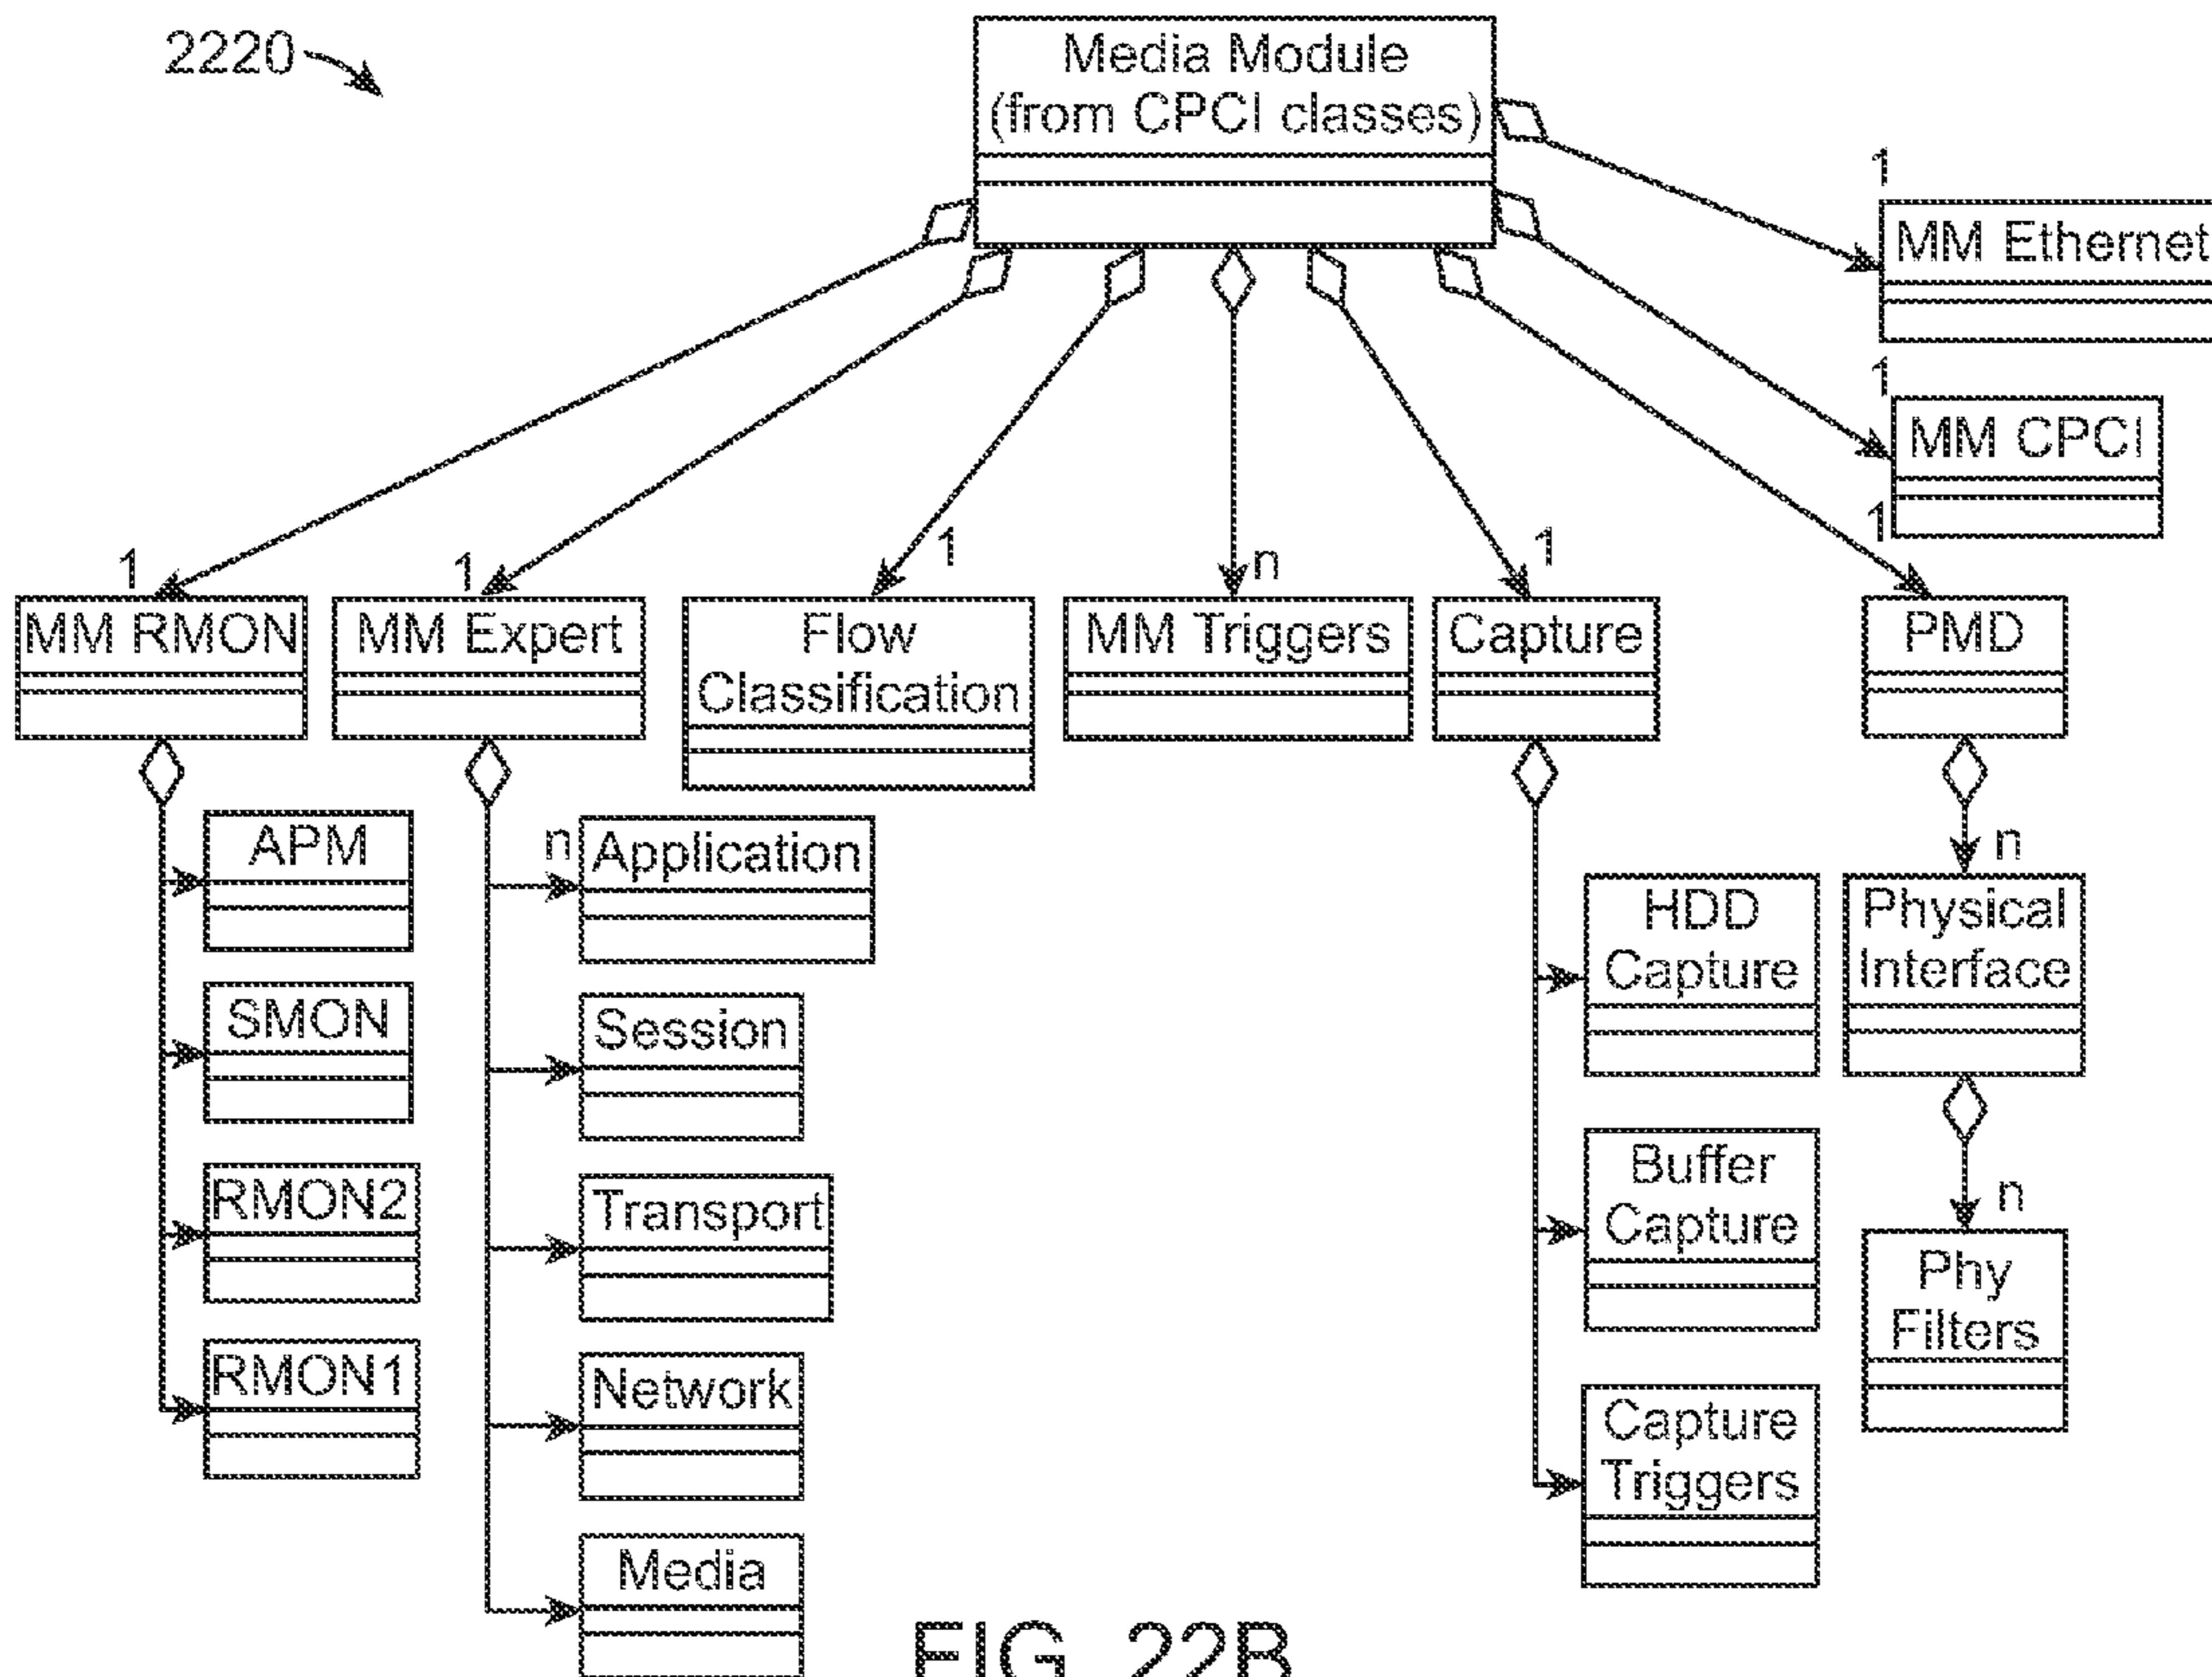 2220
Media Module
(from CPCI classes)
1
MM Ethernet
1
MM CPCI
1
1
1
n
1
1
MM RMON
MM Expert
Flow
Classification
MM Triggers
Capture
PMD
APM
SMON
RMON2
RMON1
n
Application
Session
Transport
Network
Media
HDD
Capture
Buffer
Capture
Capture
Triggers
n
Physical
Interface
n
Phy
Filters
FIG. 22B